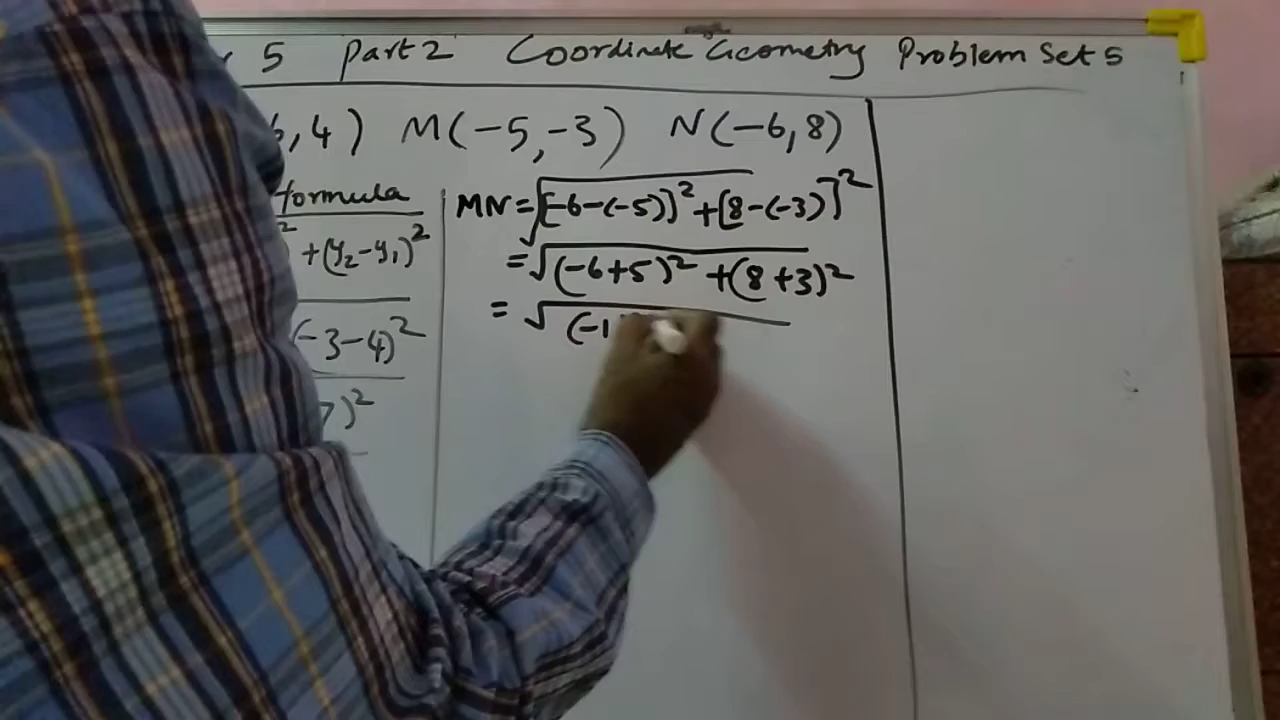 5 Part 2 Coordinate Geometry Problem Set 5
, 4) M(-5, -3) N(-6, 8)
formula
² + (y₂ - y₁)²
-3 - 4)²
)²
MN = √[-6 - (-5)]² + [8 - (-3)]²
= √(-6 + 5)² + (8 + 3)²
= √(-1